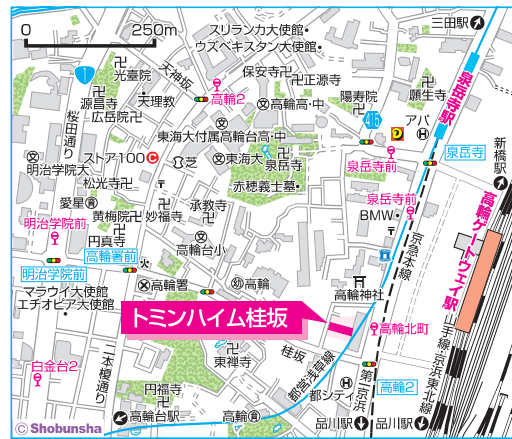 0 250m
スリランカ大使館・
ウズベキスタン大使館・
三田駅
光臺院
天神坂
高輪2
保安寺
正源寺
陽寿院
願生寺
泉岳寺駅
1
源昌寺
天理教
広岳院
高輪高・中
415
アパ
桜田通り
東海大付属高輪台高・中
泉岳寺
新橋駅
ストア100
芝
東海大
泉岳寺
泉岳寺前
明治学院大
松光寺
赤穂義士墓・
高輪ゲートウェイ駅
愛星
承教寺
泉岳寺前
黄梅院
妙福寺
BMW・
明治学院前
円真寺
高輪台小
京急本線
高輪署前
明治学院前
高輪署
高輪
高輪神社
マラウイ大使館
エチオピア大使館
トミンハイム桂坂
高輪北町
山手線・京浜東北線
白金台2
二本榎通り
東禅寺
桂坂
都営浅草線
第一京浜
高輪2
円福寺
都シティ
高輪台駅
高輪
品川駅
品川駅
© Shobunsha